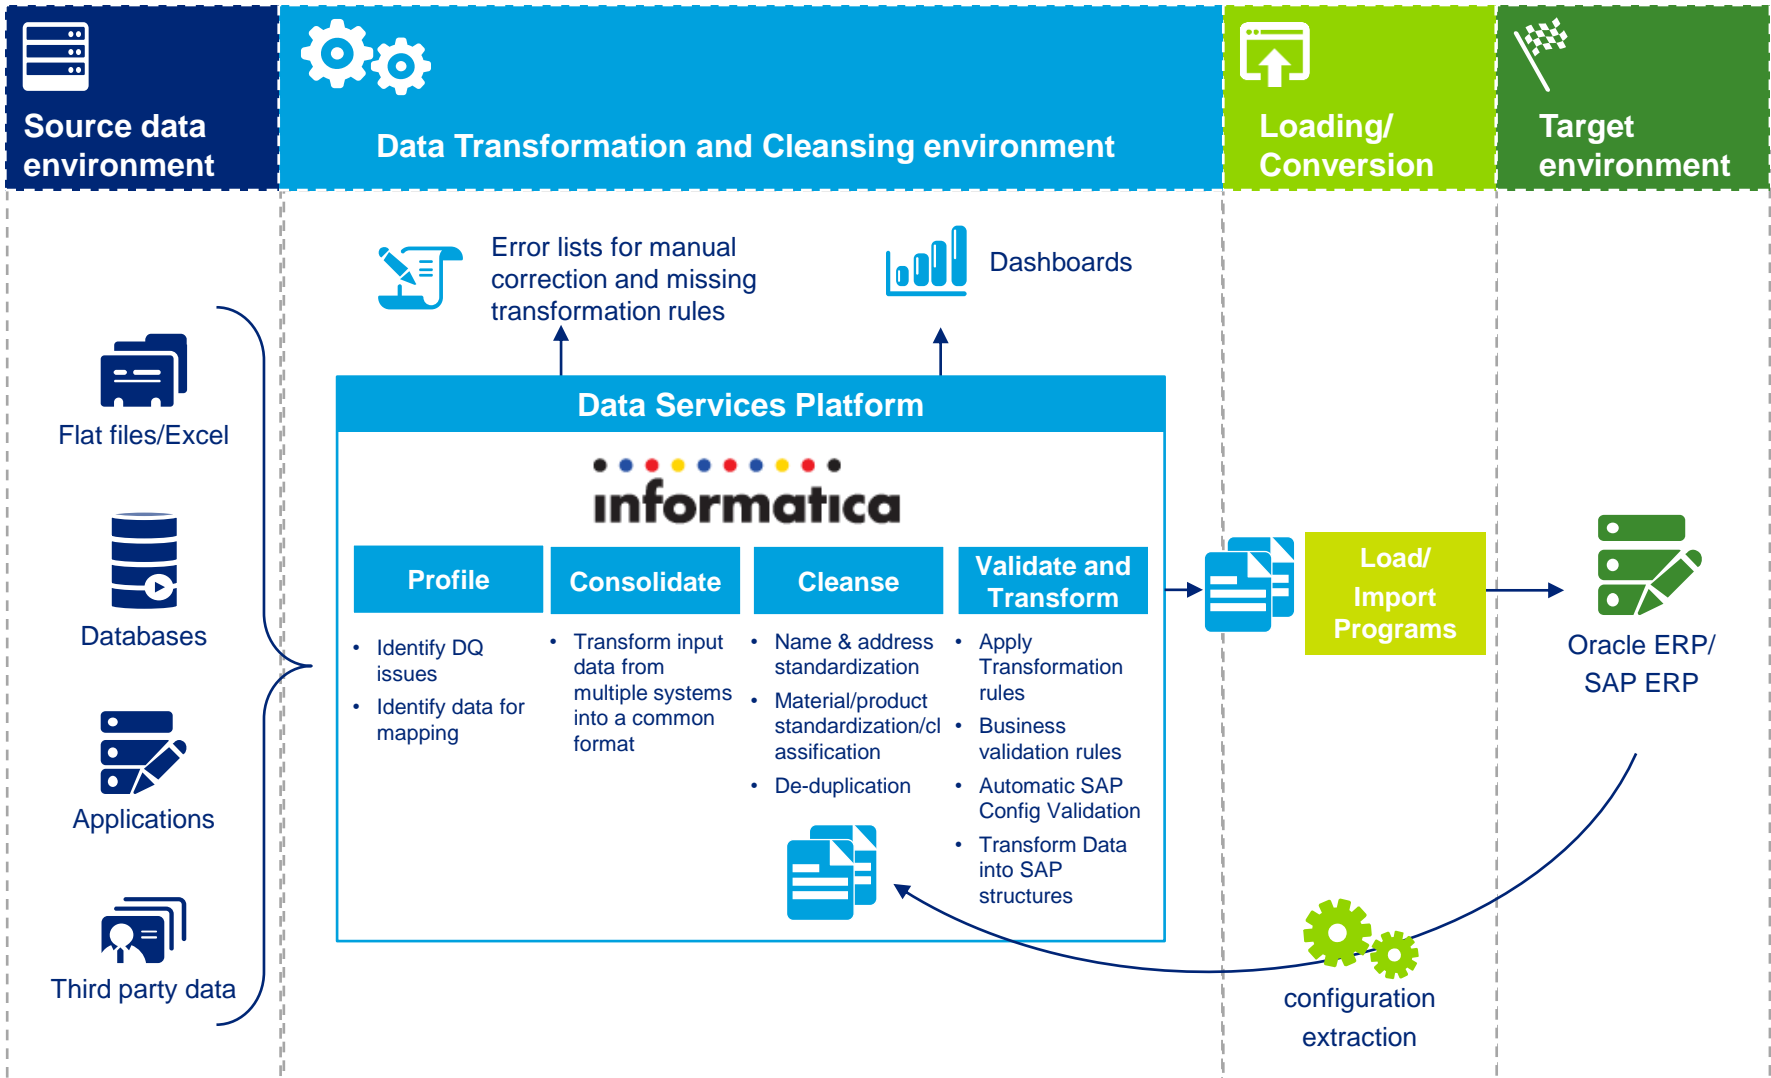 Source data
environment
Data Transformation and Cleansing environment
Loading/
Conversion
Target
environment
Error lists for manual
correction and missing
transformation rules
Dashboards
Flat files/Excel
Databases
Applications
Third party data
Data Services Platform
informatica
Profile
• Identify DQ
issues
• Identify data for
mapping
Consolidate
• Transform input
data from
multiple systems
into a common
format
Cleanse
• Name & address
standardization
• Material/product
standardization/cl
assification
• De-duplication
Validate and
Transform
• Apply
Transformation
rules
• Business
validation rules
• Automatic SAP
Config Validation
• Transform Data
into SAP
structures
Load/
Import
Programs
Oracle ERP/
SAP ERP
configuration
extraction